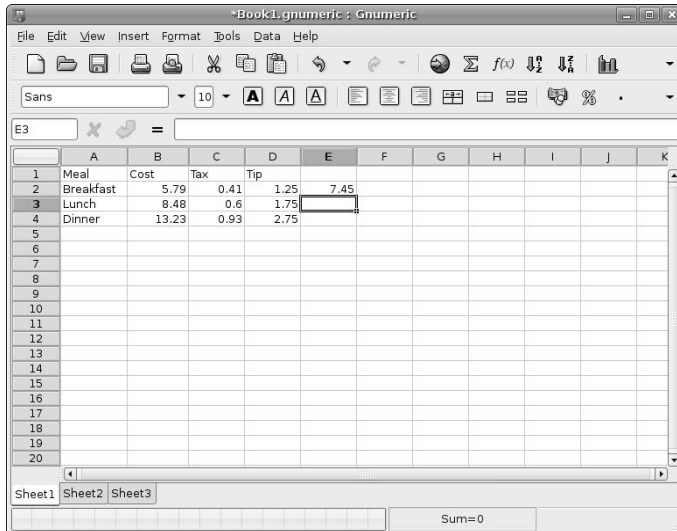 *Book1.gnumeric : Gnumeric
File Edit View Insert Format Tools Data Help
Σ f(x)
Sans 10 A A A %
E3 =
A B C D E F G H I J K
1 Meal Cost Tax Tip
2 Breakfast 5.79 0.41 1.25 7.45
3 Lunch 8.48 0.6 1.75
4 Dinner 13.23 0.93 2.75
5
6
7
8
9
10
11
12
13
14
15
16
17
18
19
20
Sheet1 Sheet2 Sheet3
Sum=0